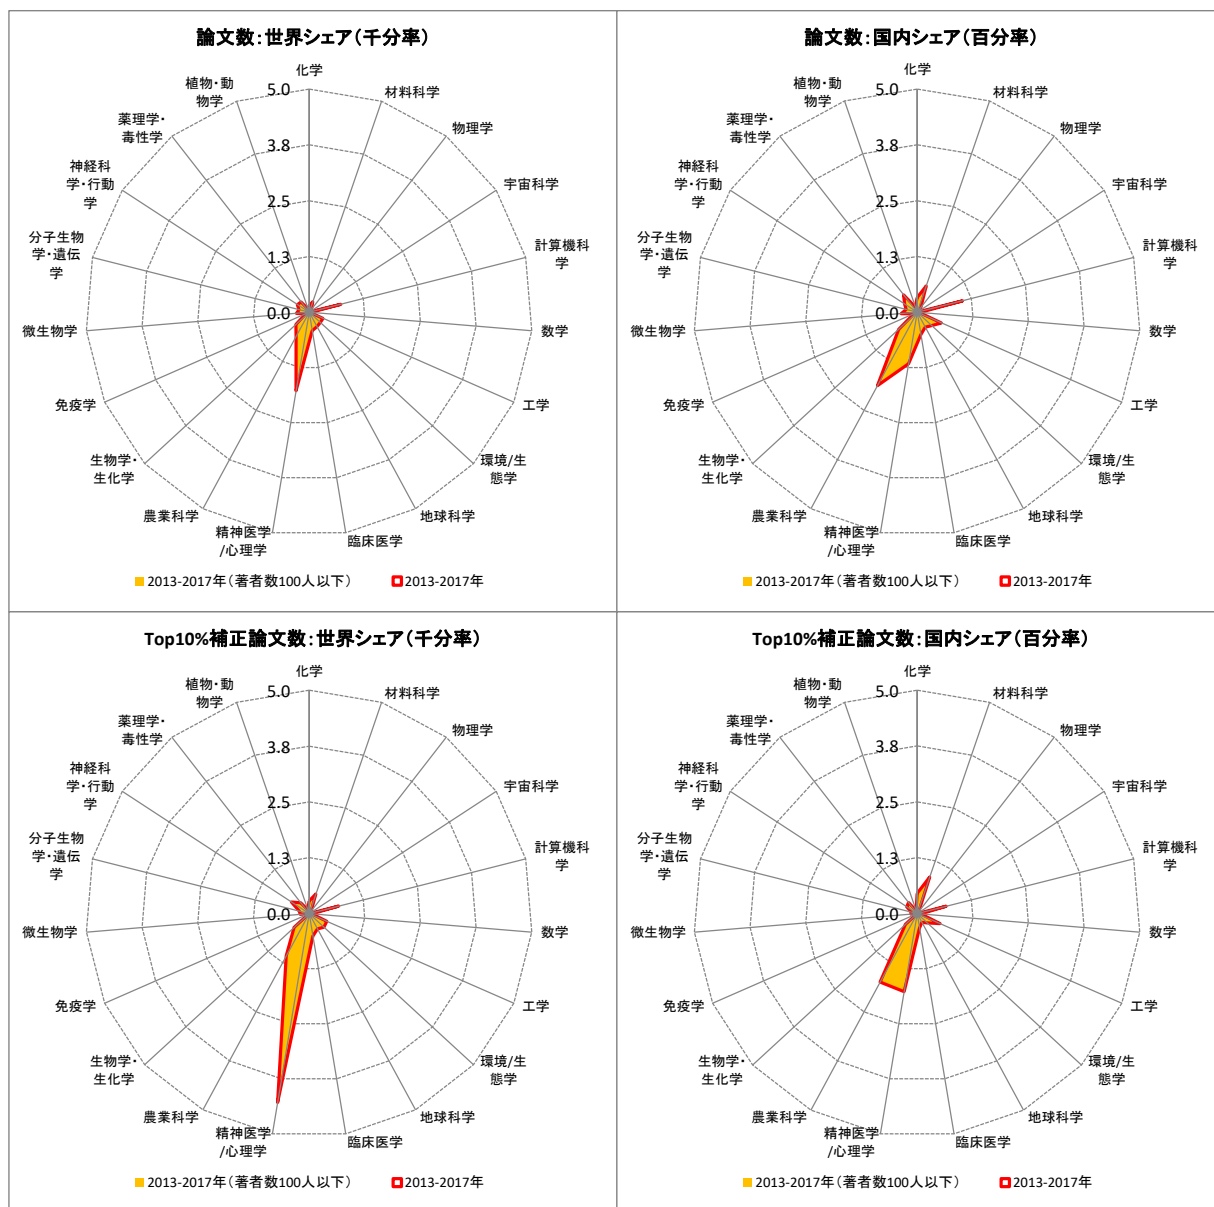 論文数：世界シェア（千分率）
化学
材料科学
物理学
宇宙科学
計算機科
学
数学
工学
環境/生
態学
地球科学
臨床医学
精神医学
/心理学
農業科学
生物学・
生化学
免疫学
微生物学
分子生物
学・遺伝
学
神経科
学・行動
学
薬理学・
毒性学
植物・動
物学
5.0
3.8
2.5
1.3
0.0
2013-2017年（著者数100人以下）
2013-2017年
論文数：国内シェア（百分率）
化学
材料科学
物理学
宇宙科学
計算機科
学
数学
工学
環境/生
態学
地球科学
臨床医学
精神医学
/心理学
農業科学
生物学・
生化学
免疫学
微生物学
分子生物
学・遺伝
学
神経科
学・行動
学
薬理学・
毒性学
植物・動
物学
5.0
3.8
2.5
1.3
0.0
2013-2017年（著者数100人以下）
2013-2017年
Top10%補正論文数：世界シェア（千分率）
化学
材料科学
物理学
宇宙科学
計算機科
学
数学
工学
環境/生
態学
地球科学
臨床医学
精神医学
/心理学
農業科学
生物学・
生化学
免疫学
微生物学
分子生物
学・遺伝
学
神経科
学・行動
学
薬理学・
毒性学
植物・動
物学
5.0
3.8
2.5
1.3
0.0
2013-2017年（著者数100人以下）
2013-2017年
Top10%補正論文数：国内シェア（百分率）
化学
材料科学
物理学
宇宙科学
計算機科
学
数学
工学
環境/生
態学
地球科学
臨床医学
精神医学
/心理学
農業科学
生物学・
生化学
免疫学
微生物学
分子生物
学・遺伝
学
神経科
学・行動
学
薬理学・
毒性学
植物・動
物学
5.0
3.8
2.5
1.3
0.0
2013-2017年（著者数100人以下）
2013-2017年